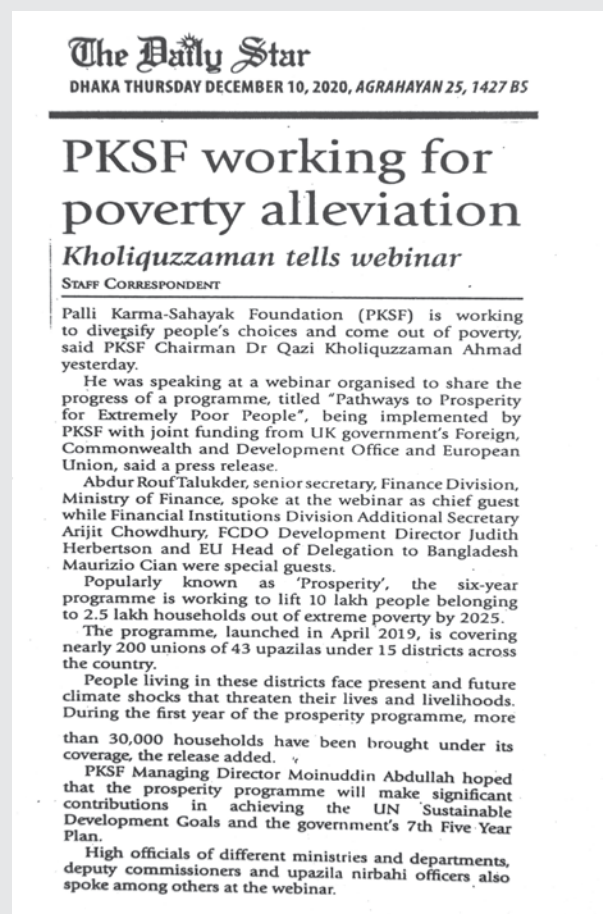 The Daily Star
DHAKA THURSDAY DECEMBER 10, 2020, AGRAHAYAN 25, 1427 BS
PKSF working for
poverty alleviation
Kholiquzzaman tells webinar
STAFF CORRESPONDENT
Palli Karma-Sahayak Foundation (PKSF) is working
to diversify people's choices and come out of poverty,
said PKSF Chairman Dr Qazi Kholiquzzaman Ahmad
yesterday.
He was speaking at a webinar organised to share the
progress of a programme, titled "Pathways to Prosperity
for Extremely Poor People", being implemented by
PKSF with joint funding from UK government's Foreign,
Commonwealth and Development Office and European
Union, said a press release.
Abdur Rouf Talukder, senior secretary, Finance Division,
Ministry of Finance, spoke at the webinar as chief guest
while Financial Institutions Division Additional Secretary
Arijit Chowdhury, FCDO Development Director Judith
Herbertson and EU Head of Delegation to Bangladesh
Maurizio Cian were special guests.
Popularly known as 'Prosperity', the six-year
programme is working to lift 10 lakh people belonging
to 2.5 lakh households out of extreme poverty by 2025.
The programme, launched in April 2019, is covering
nearly 200 unions of 43 upazilas under 15 districts across
the country.
People living in these districts face present and future
climate shocks that threaten their lives and livelihoods.
During the first year of the prosperity programme, more
than 30,000 households have been brought under its
coverage, the release added.
PKSF Managing Director Moinuddin Abdullah hoped
that the prosperity programme will make significant
contributions in achieving the UN Sustainable
Development Goals and the government's 7th Five Year
Plan.
High officials of different ministries and departments,
deputy commissioners and upazila nirbahi officers also
spoke among others at the webinar.